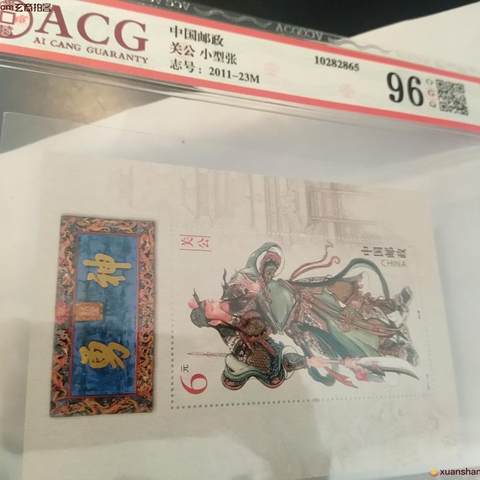 ACG
AI CANG GUARANTY
中国邮政
关公 小型张
志号: 2011-23M
10282865
96
神勇
关公
中国邮政
CHINA
6元